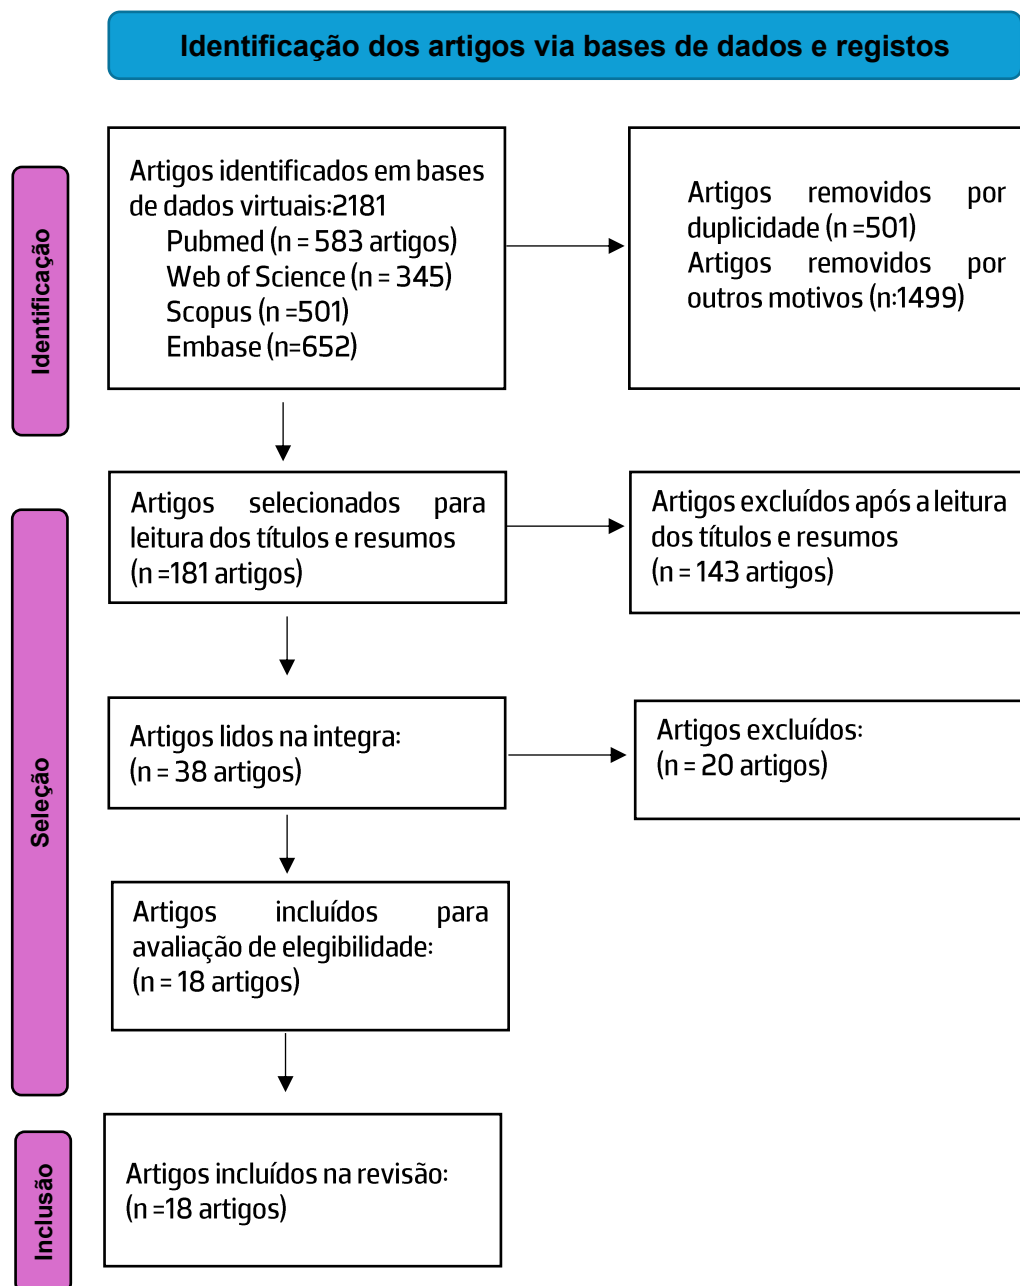 Identificação dos artigos via bases de dados e registos
Identificação
Artigos identificados em bases
de dados virtuais:2181
Pubmed (n = 583 artigos)
Web of Science (n = 345)
Scopus (n =501)
Embase (n=652)
Artigos removidos por
duplicidade (n =501)
Artigos removidos por
outros motivos (n:1499)
Seleção
Artigos selecionados para
leitura dos títulos e resumos
(n =181 artigos)
Artigos excluídos após a leitura
dos títulos e resumos
(n = 143 artigos)
Artigos lidos na integra:
(n = 38 artigos)
Artigos excluídos:
(n = 20 artigos)
Artigos incluídos para
avaliação de elegibilidade:
(n = 18 artigos)
Inclusão
Artigos incluídos na revisão:
(n =18 artigos)